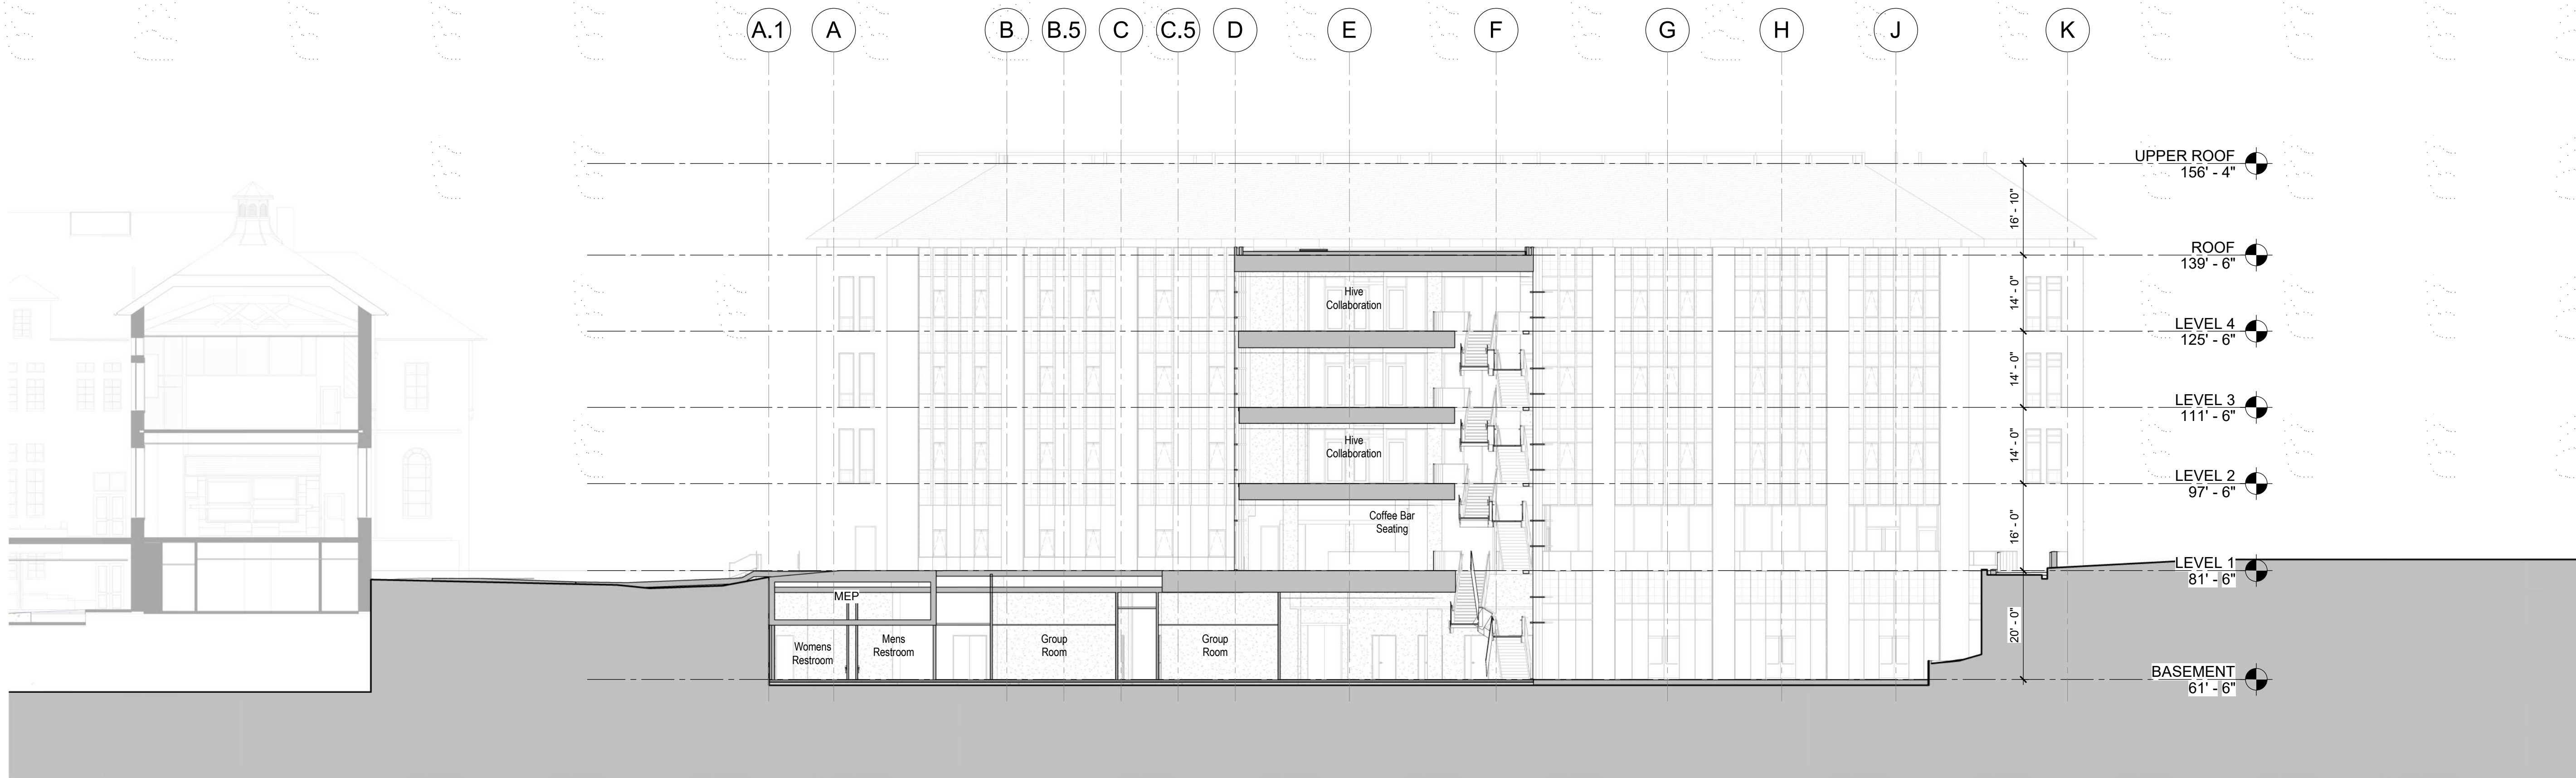 A.1 A B B.5 C C.5 D E F G H J K
UPPER ROOF
156' - 4"
16' - 10"
ROOF
139' - 6"
Hive
Collaboration
14' - 0"
LEVEL 4
125' - 6"
14' - 0"
LEVEL 3
111' - 6"
Hive
Collaboration
14' - 0"
LEVEL 2
97' - 6"
Coffee Bar
Seating
16' - 0"
LEVEL 1
81' - 6"
MEP
Womens
Restroom
Mens
Restroom
Group
Room
Group
Room
20' - 0"
BASEMENT
61' - 6"